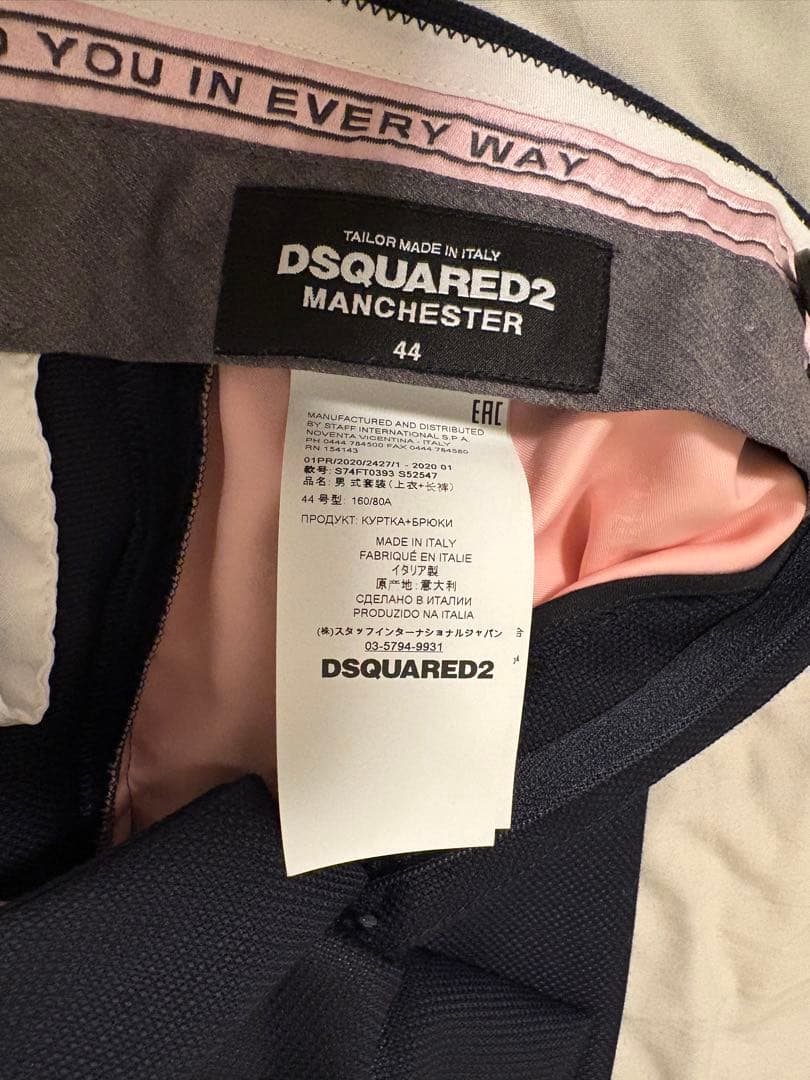 YOU IN EVERY WAY
TAILOR MADE IN ITALY
DSQUARED2
MANCHESTER
44
EAC
MANUFACTURED AND DISTRIBUTED
BY STAFF INTERNATIONAL S.P.A.
NOVENTA VICENTINA - ITALY
PH 0444 784500 FAX 0444 784580
RN 154143
01PR/2020/2427/1 - 2020 01
款号: S74FT0393 S52547
品名: 男 式套装(上衣+长裤)
44 号型: 160/80A
ПРОДУКТ: КУРТКА+БРЮКИ
MADE IN ITALY
FABRIQUÉ EN ITALIE
イタリア製
原产地:意大利
СДЕЛАНО В ИТАЛИИ
PRODUZIDO NA ITALIA
(株)スタッフインターナショナルジャパン
03-5794-9931
DSQUARED2